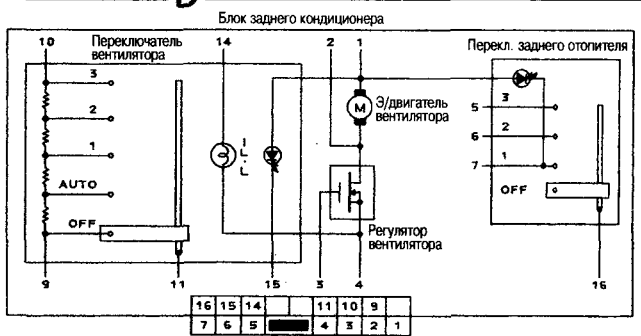 Блок заднего кондиционера
10 Переключатель вентилятора 14 2 1 Перекл. заднего отопителя
3
2
1
AUTO
OFF
M
Э/двигатель
вентилятора
I L L.
5 3
6 2
7 1
OFF
Регулятор
вентилятора
9 11 15 3 4 16
16 15 14 11 10 9
7 6 5 4 3 2 1